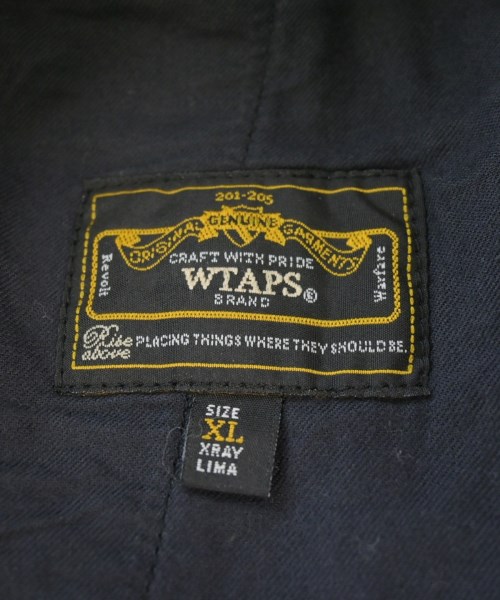 201-205
ORIGINAL GENUINE GARMENTS
CRAFT WITH PRIDE
WTAPS®
BRAND
Revolt
Warfare
Rise above
PLACING THINGS WHERE THEY SHOULD BE.
SIZE
XL
XRAY
LIMA